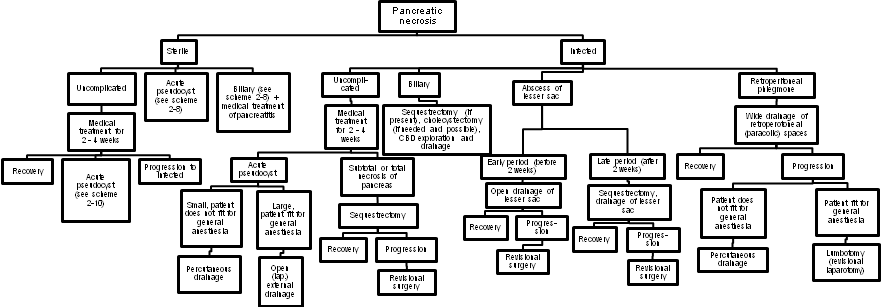 Pancreatic
necrosis
Sterile
Infected
Uncomplicated
Acute
pseudocyst
(see scheme
2-8)
Biliary (see
scheme 2-8) +
medical treatment
of pancreatitis
Uncompli-
cated
Biliary
Abscess of
lesser sac
Retroperitoneal
phlegmone
Medical
treatment for
2 - 4 weeks
Medical
treatment
for 2 - 4
weeks
Sequestrectomy (if
present), cholecystectomy
(if needed and possible),
CBD exploration and
drainage
Wide drainage of
retroperotoneal
(paracolic) spaces
Recovery
Acute
pseudocyst
(see scheme
2-10)
Progression to
infected
Acute
pseudocyst
Subtotal or total
necrosis of
pancreas
Early period (before
2 weeks)
Late period (after
2 weeks)
Recovery
Progression
Small, patient
does not fit for
general
anesthesia
Large,
patient fit for
general
anesthesia
Sequestrectomy
Open drainage of
lesser sac
Sequestrectomy,
drainage of lesser
sac
Patient does
not fit for
general
anesthesia
Patient fit for
general
anesthesia
Percutaneous
drainage
Open
(lap.)
external
drainage
Recovery
Progression
Revisional
surgery
Recovery
Progres-
sion
Revisional
surgery
Recovery
Progres-
sion
Revisional
surgery
Percutaneous
drainage
Lumbotomy
(revisional
laparotomy)